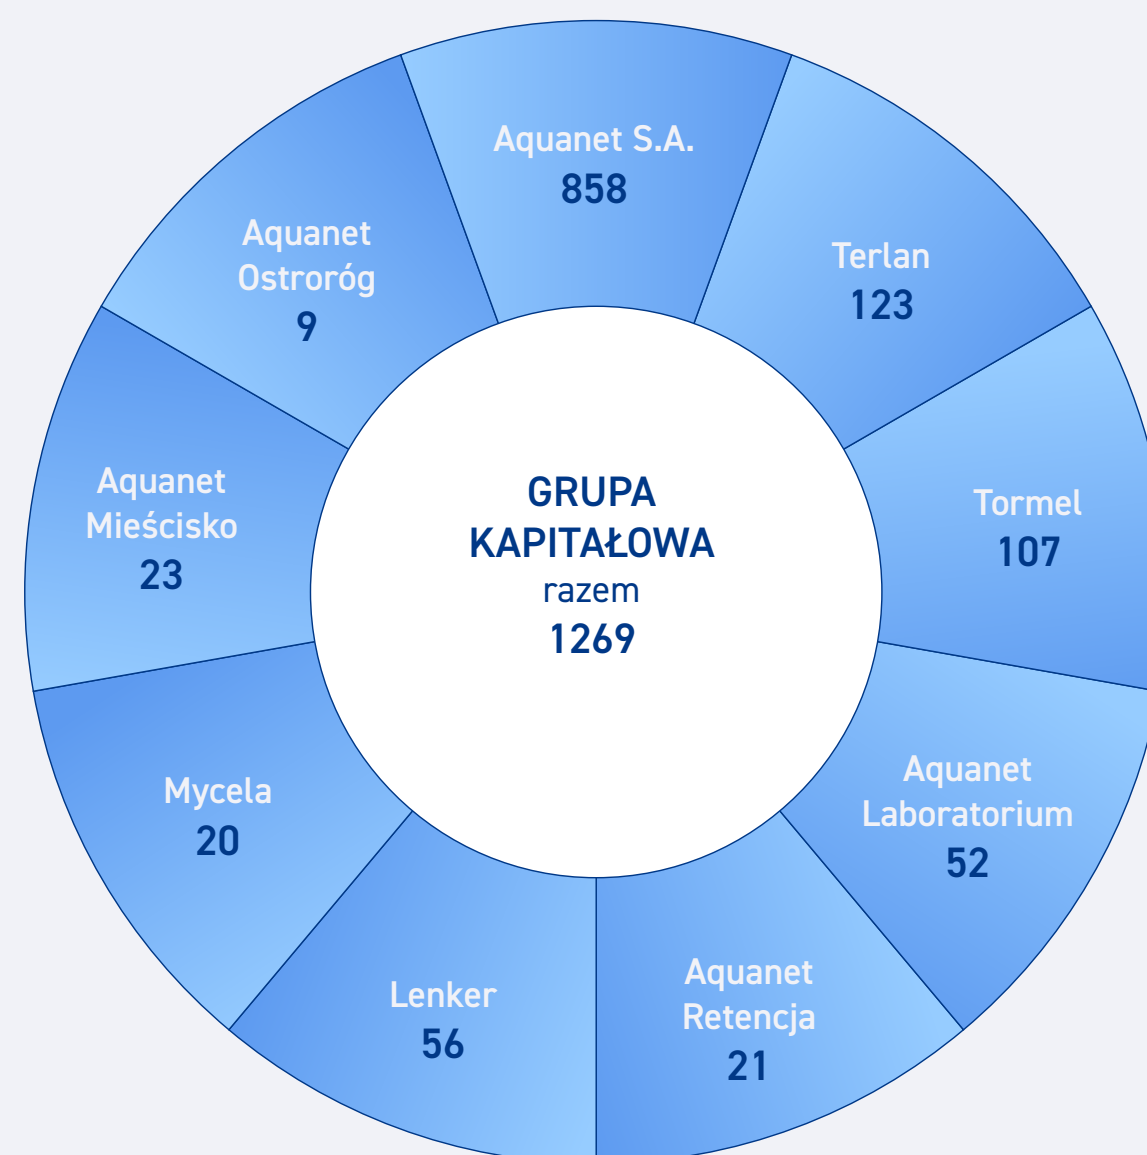 Aquanet S.A.
858
Terlan
123
Tormel
107
Aquanet
Laboratorium
52
Aquanet
Retencja
21
Lenker
56
Mycela
20
Aquanet
Mieścisko
23
Aquanet
Ostroróg
9
GRUPA
KAPITAŁOWA
razem
1269